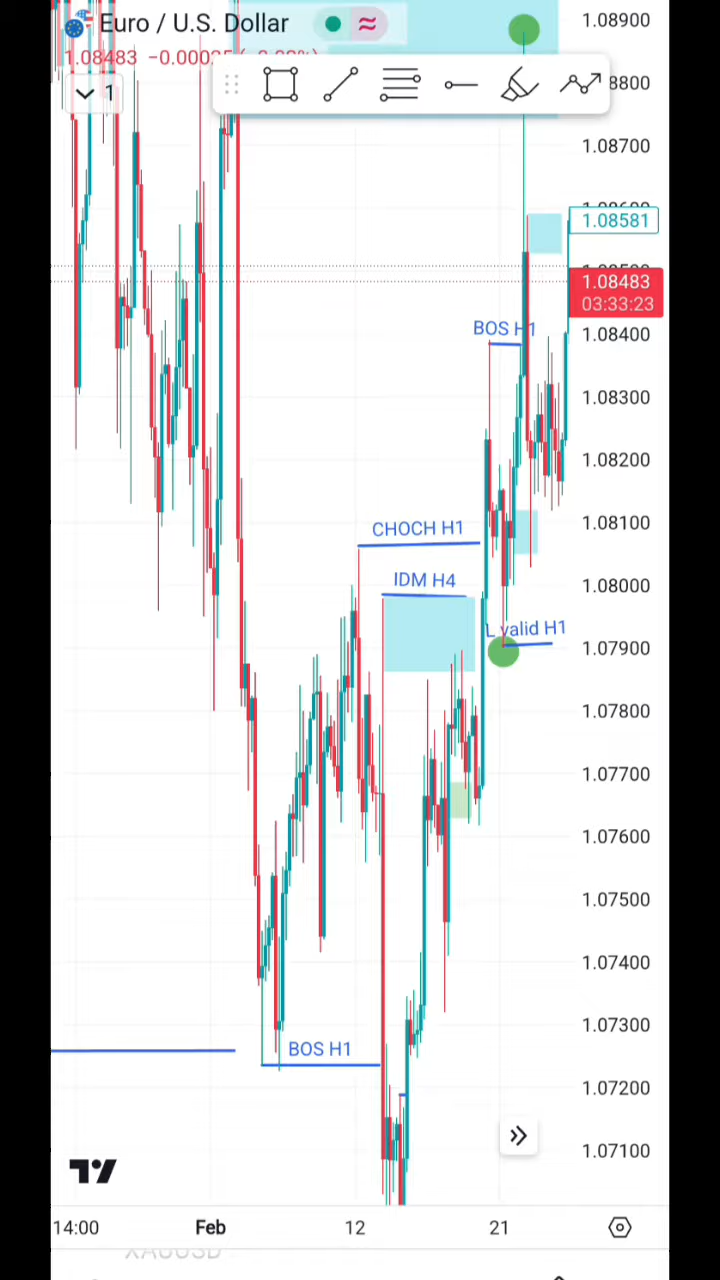 1.08900
Euro / U.S. Dollar
1.08483
1
8800
1.08700
1.08581
1.08483
03:33:23
BOS H1
1.08400
1.08300
1.08200
CHOCH H1
1.08100
IDM H4
1.08000
L valid H1
1.07900
1.07800
1.07700
1.07600
1.07500
1.07400
1.07300
BOS H1
1.07200
1.07100
14:00 Feb 12 21
XAUUSD